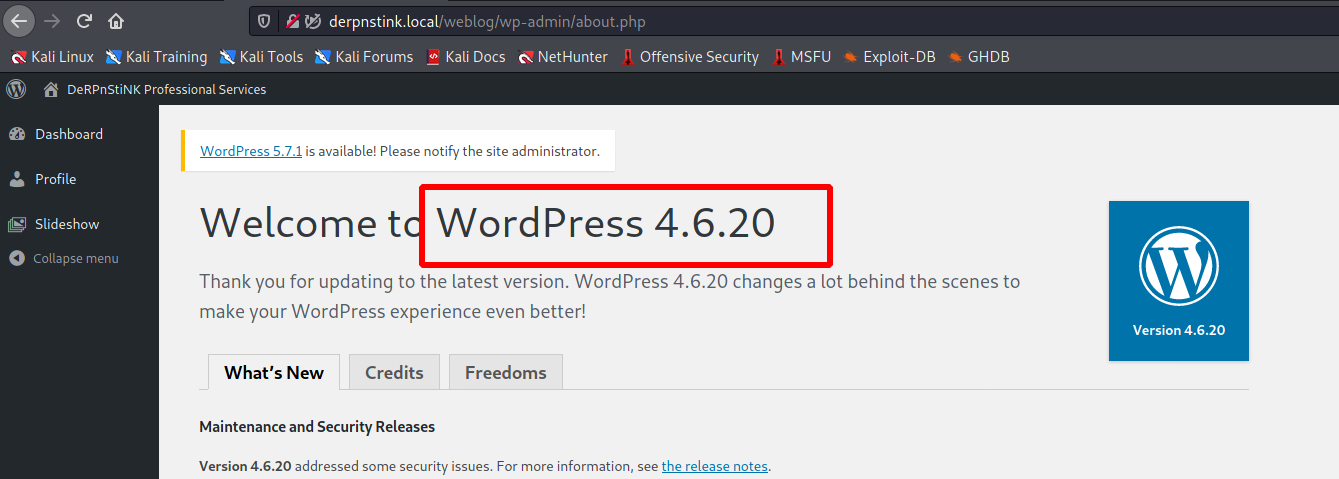 derpnstink.local/weblog/wp-admin/about.php
Kali Linux Kali Training Kali Tools Kali Forums Kali Docs NetHunter Offensive Security MSFU Exploit-DB GHDB
DeRPnStiNK Professional Services
Dashboard
Profile
Slideshow
Collapse menu
WordPress 5.7.1 is available! Please notify the site administrator.
Welcome to WordPress 4.6.20
Thank you for updating to the latest version. WordPress 4.6.20 changes a lot behind the scenes to
make your WordPress experience even better!
Version 4.6.20
What's New Credits Freedoms
Maintenance and Security Releases
Version 4.6.20 addressed some security issues. For more information, see the release notes.